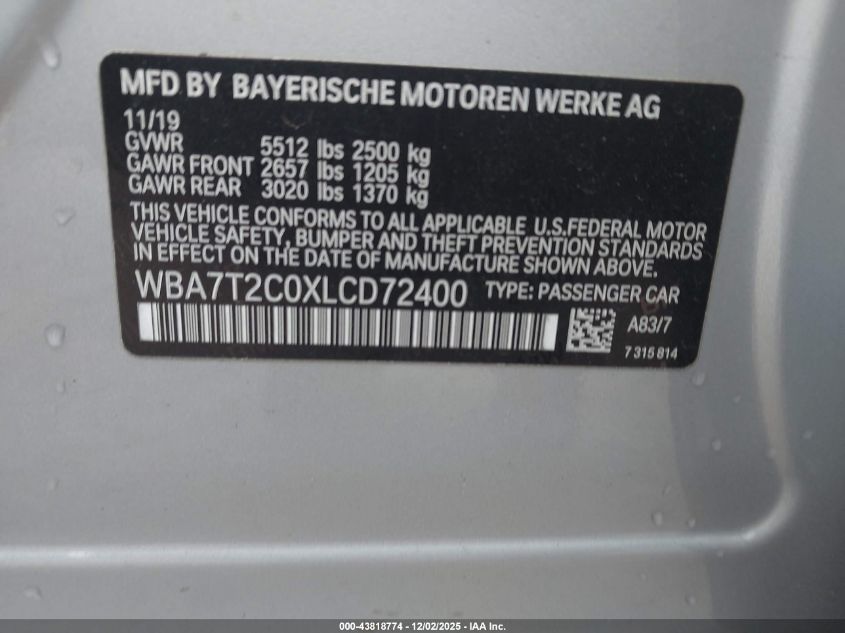 MFD BY BAYERISCHE MOTOREN WERKE AG
11/19
GVWR 5512 lbs 2500 kg
GAWR FRONT 2657 lbs 1205 kg
GAWR REAR 3020 lbs 1370 kg
THIS VEHICLE CONFORMS TO ALL APPLICABLE U.S.FEDERAL MOTOR
VEHICLE SAFETY, BUMPER AND THEFT PREVENTION STANDARDS
IN EFFECT ON THE DATE OF MANUFACTURE SHOWN ABOVE.
WBA7T2C0XLCD72400 TYPE: PASSENGER CAR
A83/7
7 315 814
000-43818774 - 12/02/2025 - IAA Inc.